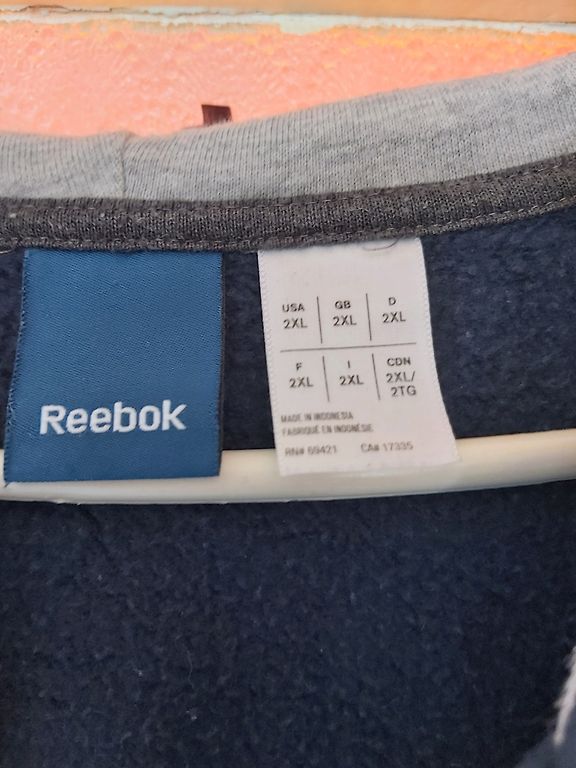 Reebok
USA GB D
2XL 2XL 2XL
F I CDN
2XL 2XL 2XL/
2TG
MADE IN INDONESIA
FABRIQUÉ EN INDONÉSIE
RN# 69421 CA# 17335